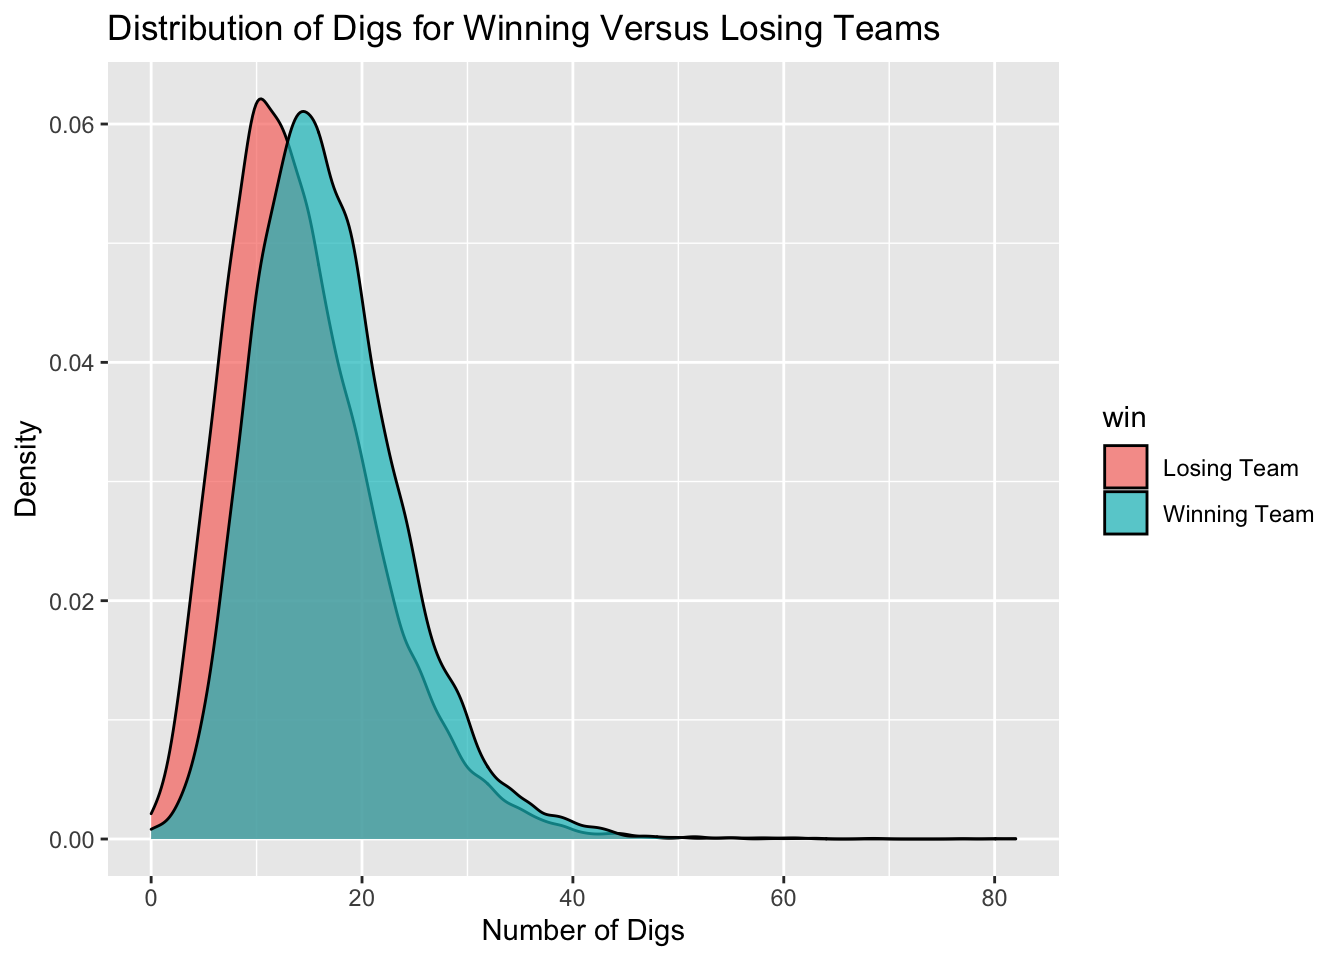 Distribution of Digs for Winning Versus Losing Teams
0.06
0.04
0.02
0.00
Density
0 20 40 60 80
Number of Digs
win
Losing Team
Winning Team